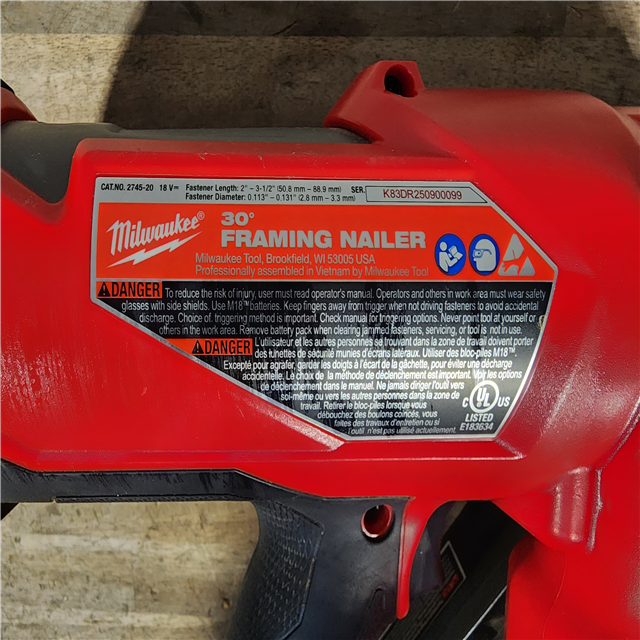 CAT.NO. 2745-20 18 V⎓ Fastener Length: 2" – 3-1/2" (50.8 mm – 88.9 mm) SER. K83DR250900099
Fastener Diameter: 0.113" – 0.131" (2.8 mm – 3.3 mm)
Milwaukee®
30°
FRAMING NAILER
Milwaukee Tool, Brookfield, WI 53005 USA
Professionally assembled in Vietnam by Milwaukee Tool
DANGER To reduce the risk of injury, user must read operator's manual. Operators and others in work area must wear safety
glasses with side shields. Use M18™ batteries. Keep fingers away from trigger when not driving fasteners to avoid accidental
discharge. Choice of triggering method is important. Check manual for triggering options. Never point tool at yourself or
others in the work area. Remove battery pack when clearing jammed fasteners, servicing, or tool is not in use.
DANGER L'utilisateur et les autres personnes se trouvant dans la zone de travail doivent porter
des lunettes de sécurité munies d'écrans latéraux. Utiliser des bloc-piles M18™.
Excepté pour agrafer, garder les doigts à l'écart de la gâchette, pour éviter une décharge
accidentelle. Le choix de la méthode de déclenchement est important. Voir les options
de déclenchement dans le manuel. Ne jamais diriger l'outil vers
soi-même ou vers les autres personnes dans la zone de
travail. Retirer le bloc-piles lorsque vous
débouchez des boulons coincés, vous
faites des travaux d'entretien ou si
l'outil n'est pas utilisé actuellement.
C UL US
LISTED
E183634